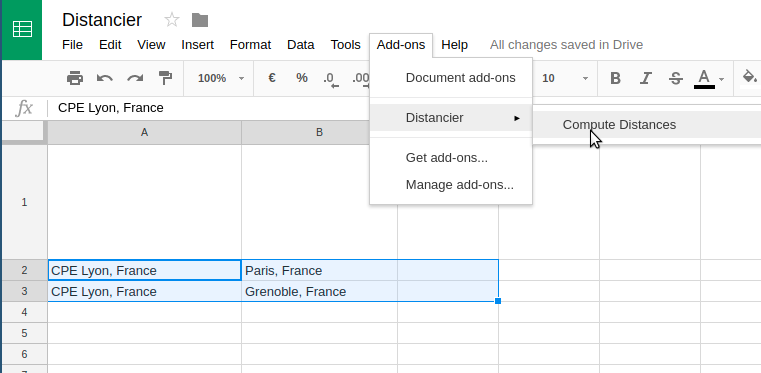 Distancier
File Edit View Insert Format Data Tools Add-ons Help All changes saved in Drive
100% € % .0 .00 10 B I S A
Document add-ons
fx CPE Lyon, France
Distancier ►
Compute Distances
A B
Get add-ons...
Manage add-ons...
1
2 CPE Lyon, France Paris, France
3 CPE Lyon, France Grenoble, France
4
5
6